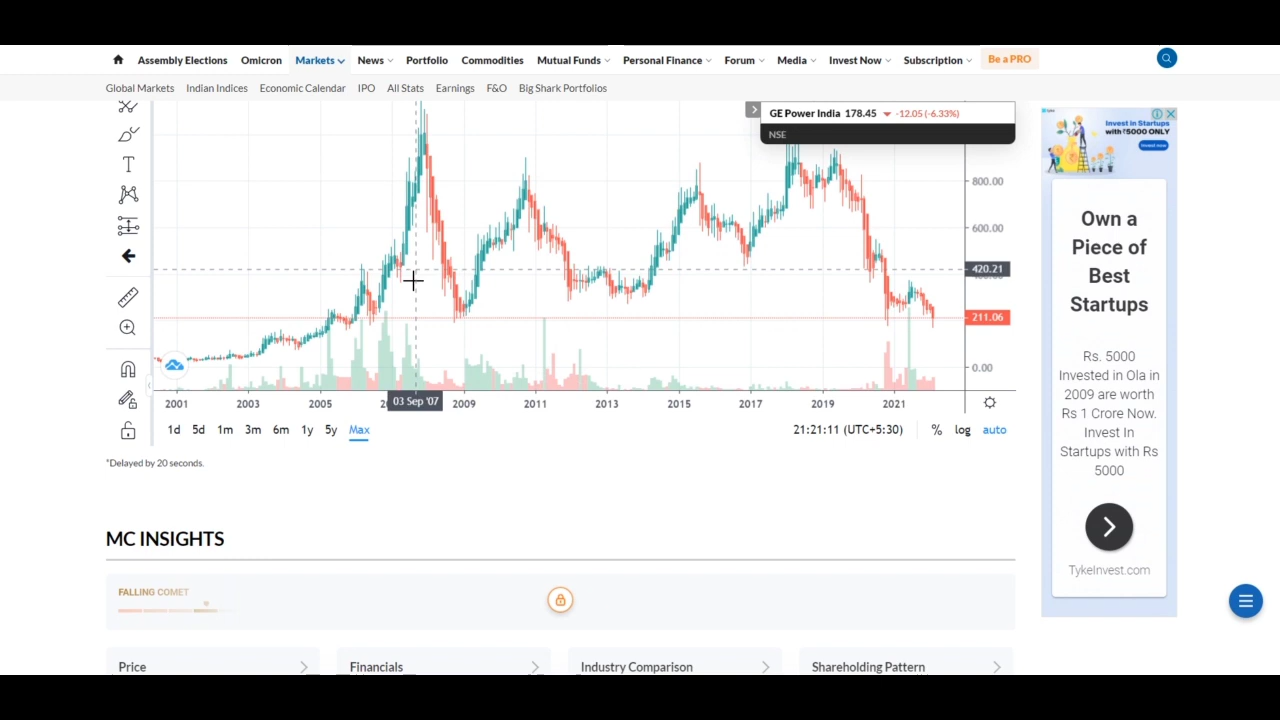 Assembly Elections Omicron Markets News Portfolio Commodities Mutual Funds Personal Finance Forum Media Invest Now Subscription Be a PRO
Global Markets Indian Indices Economic Calendar IPO All Stats Earnings F&O Big Shark Portfolios
GE Power India 178.45 -12.05 (-6.33%)
NSE
800.00
600.00
420.21
211.06
0.00
2001 2003 2005 03 Sep '07 2009 2011 2013 2015 2017 2019 2021
1d 5d 1m 3m 6m 1y 5y Max 21:21:11 (UTC+5:30) % log auto
*Delayed by 20 seconds.
MC INSIGHTS
FALLING COMET
Price Financials Industry Comparison Shareholding Pattern
Invest in Startups
with ₹5000 ONLY
Invest now
Own a
Piece of
Best
Startups
Rs. 5000
Invested in Ola in
2009 are worth
Rs 1 Crore Now.
Invest In
Startups with Rs
5000
TykeInvest.com